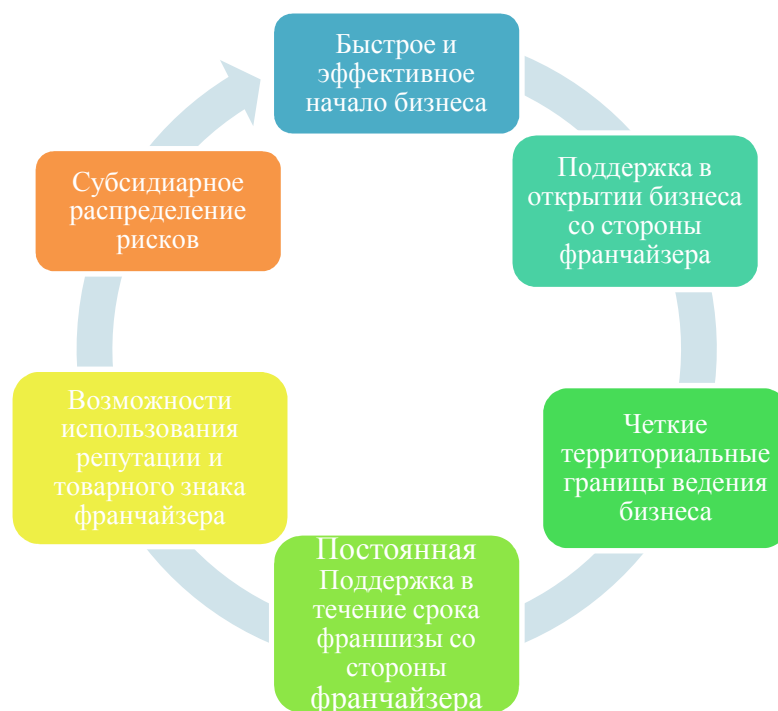 Быстрое и
эффективное
начало бизнеса
Поддержка в
открытии бизнеса
со стороны
франчайзера
Четкие
территориальные
границы ведения
бизнеса
Постоянная
Поддержка в
течение срока
франшизы со
стороны
франчайзера
Возможности
использования
репутации и
товарного знака
франчайзера
Субсидиарное
распределение
рисков